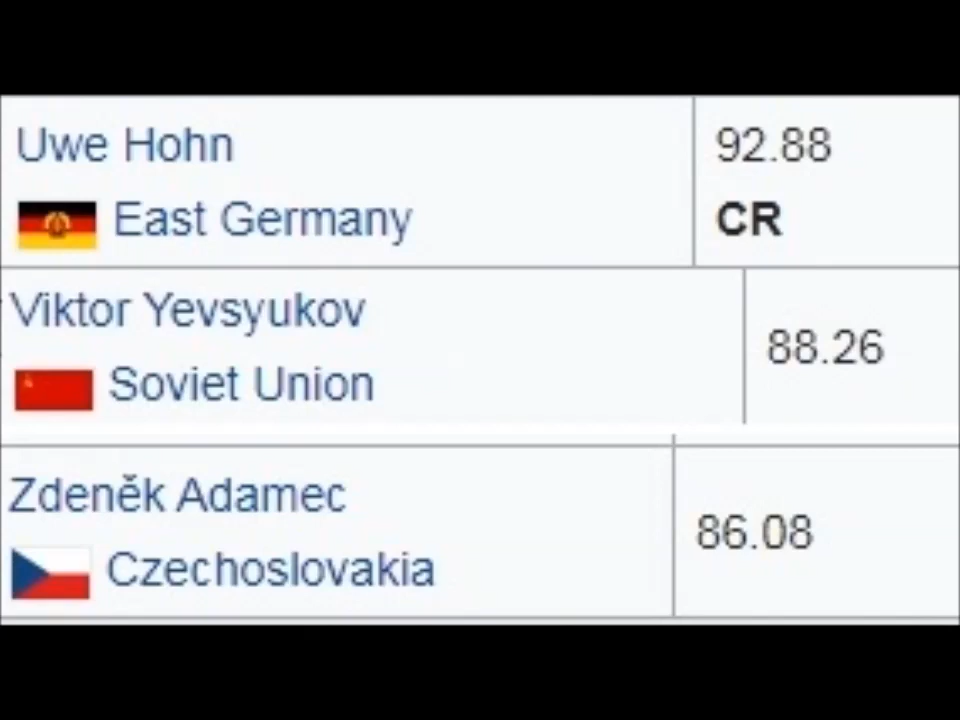 Uwe Hohn
92.88
East Germany
CR
Viktor Yevsyukov
88.26
Soviet Union
Zdeněk Adamec
86.08
Czechoslovakia